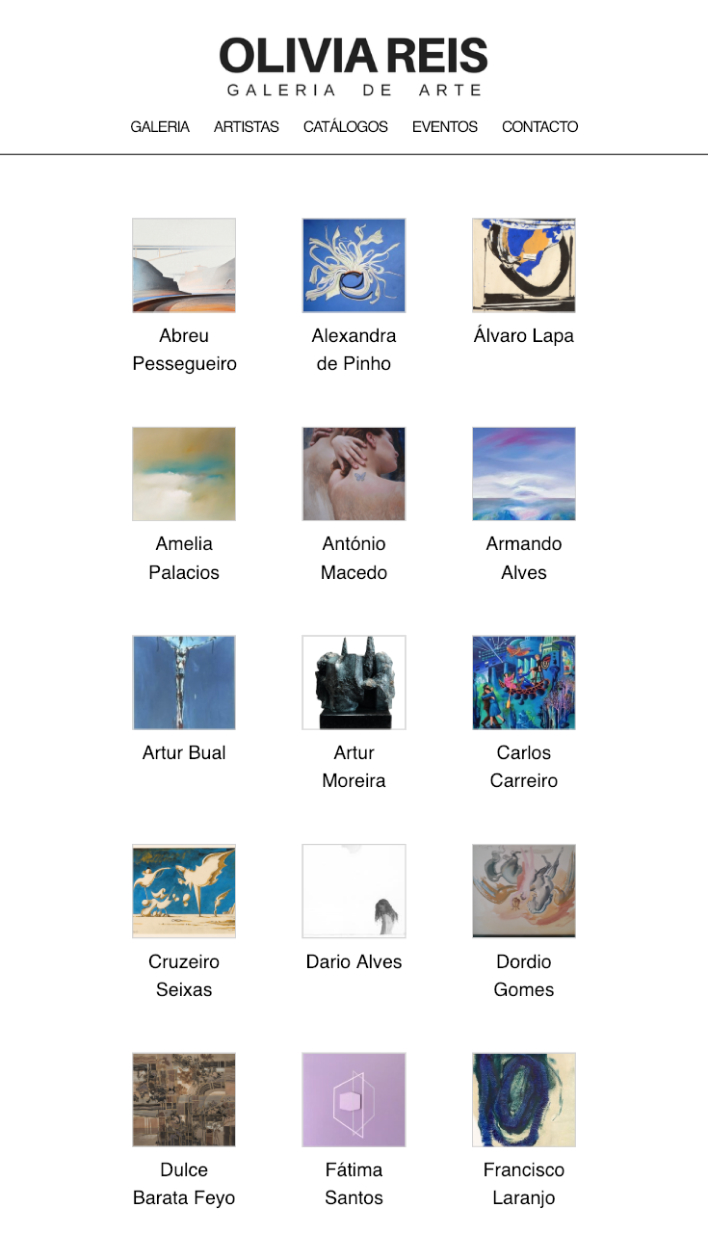 OLIVIA REIS
GALERIA DE ARTE
GALERIA ARTISTAS CATÁLOGOS EVENTOS CONTACTO
Abreu
Pessegueiro
Alexandra
de Pinho
Álvaro Lapa
Amelia
Palacios
António
Macedo
Armando
Alves
Artur Bual
Artur
Moreira
Carlos
Carreiro
Cruzeiro
Seixas
Dario Alves
Dordio
Gomes
Dulce
Barata Feyo
Fátima
Santos
Francisco
Laranjo